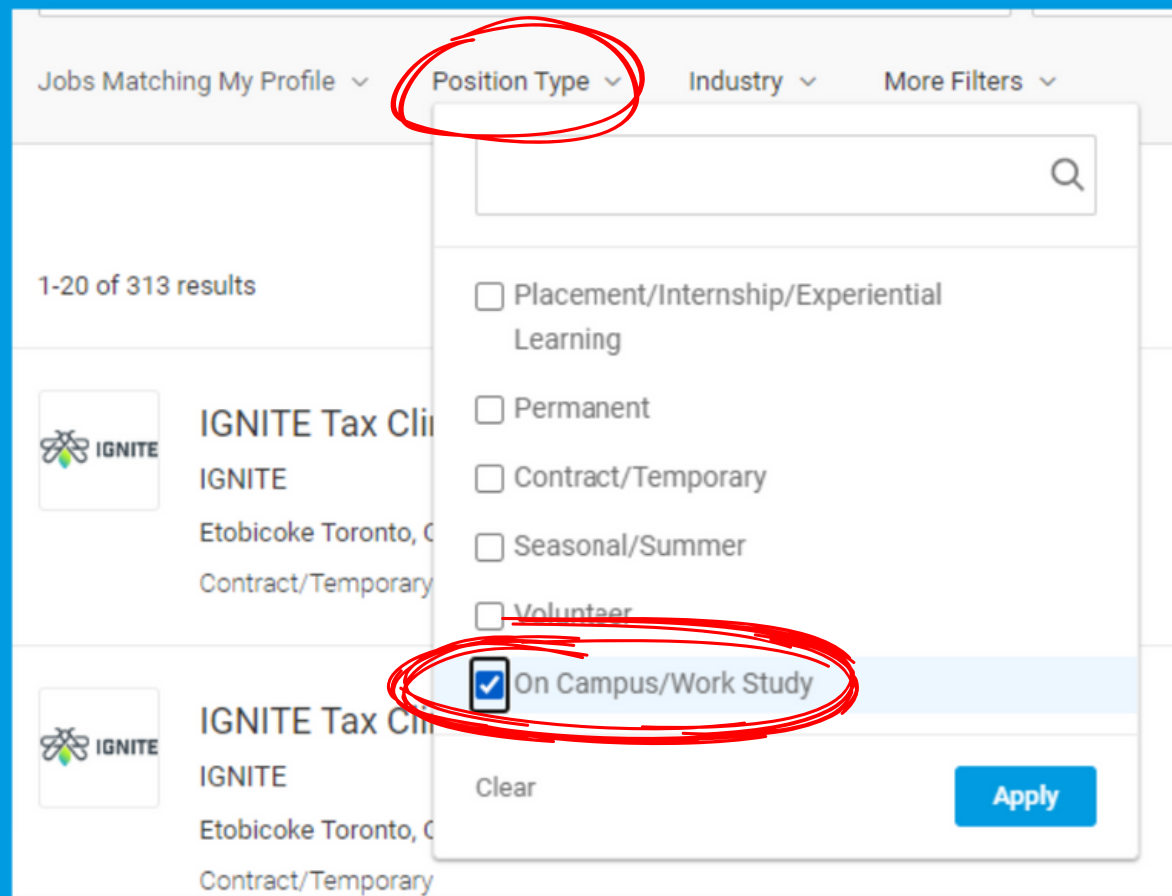 Jobs Matching My Profile Position Type Industry More Filters
1-20 of 313 results
Placement/Internship/Experiential
Learning
Permanent
Contract/Temporary
Seasonal/Summer
Volunteer
On Campus/Work Study
Clear Apply
IGNITE
IGNITE Tax
IGNITE
Etobicoke Toronto,
Contract/Temporary
IGNITE
IGNITE Tax
IGNITE
Etobicoke Toronto,
Contract/Temporary